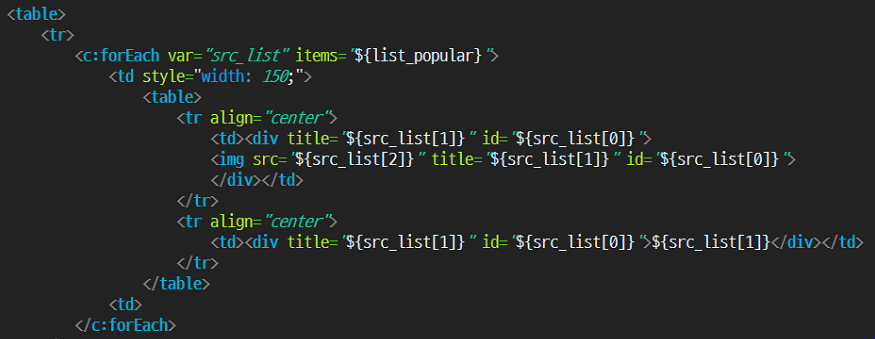 <table>
<tr>
<c:forEach var="src_list" items="${list_popular}">
<td style="width: 150;">
<table>
<tr align="center">
<td><div title="${src_list[1]}" id="${src_list[0]}">
<img src="${src_list[2]}" title="${src_list[1]}" id="${src_list[0]}">
</div></td>
</tr>
<tr align="center">
<td><div title="${src_list[1]}" id="${src_list[0]}">${src_list[1]}</div></td>
</tr>
</table>
<td>
</c:forEach>